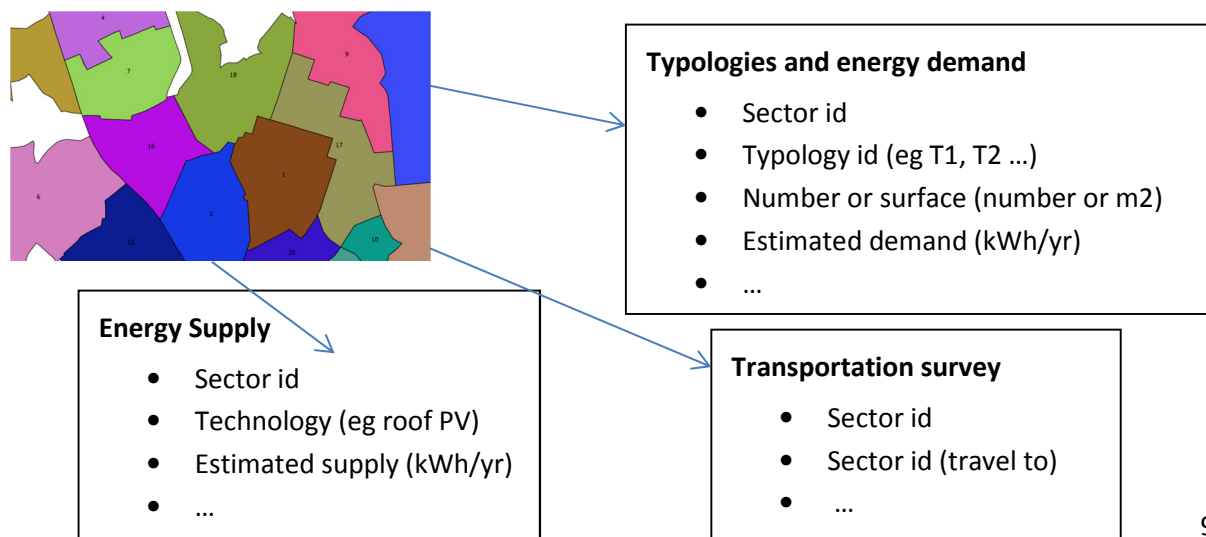 4
7
18
9
16
17
6
1
2
12
20
10
Typologies and energy demand
• Sector id
• Typology id (eg T1, T2 ...)
• Number or surface (number or m2)
• Estimated demand (kWh/yr)
• ...
Energy Supply
• Sector id
• Technology (eg roof PV)
• Estimated supply (kWh/yr)
• ...
Transportation survey
• Sector id
• Sector id (travel to)
• ...